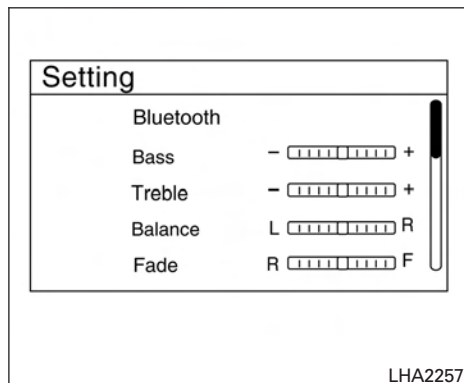 Setting
Bluetooth
Bass - +
Treble - +
Balance L R
Fade R F
LHA2257